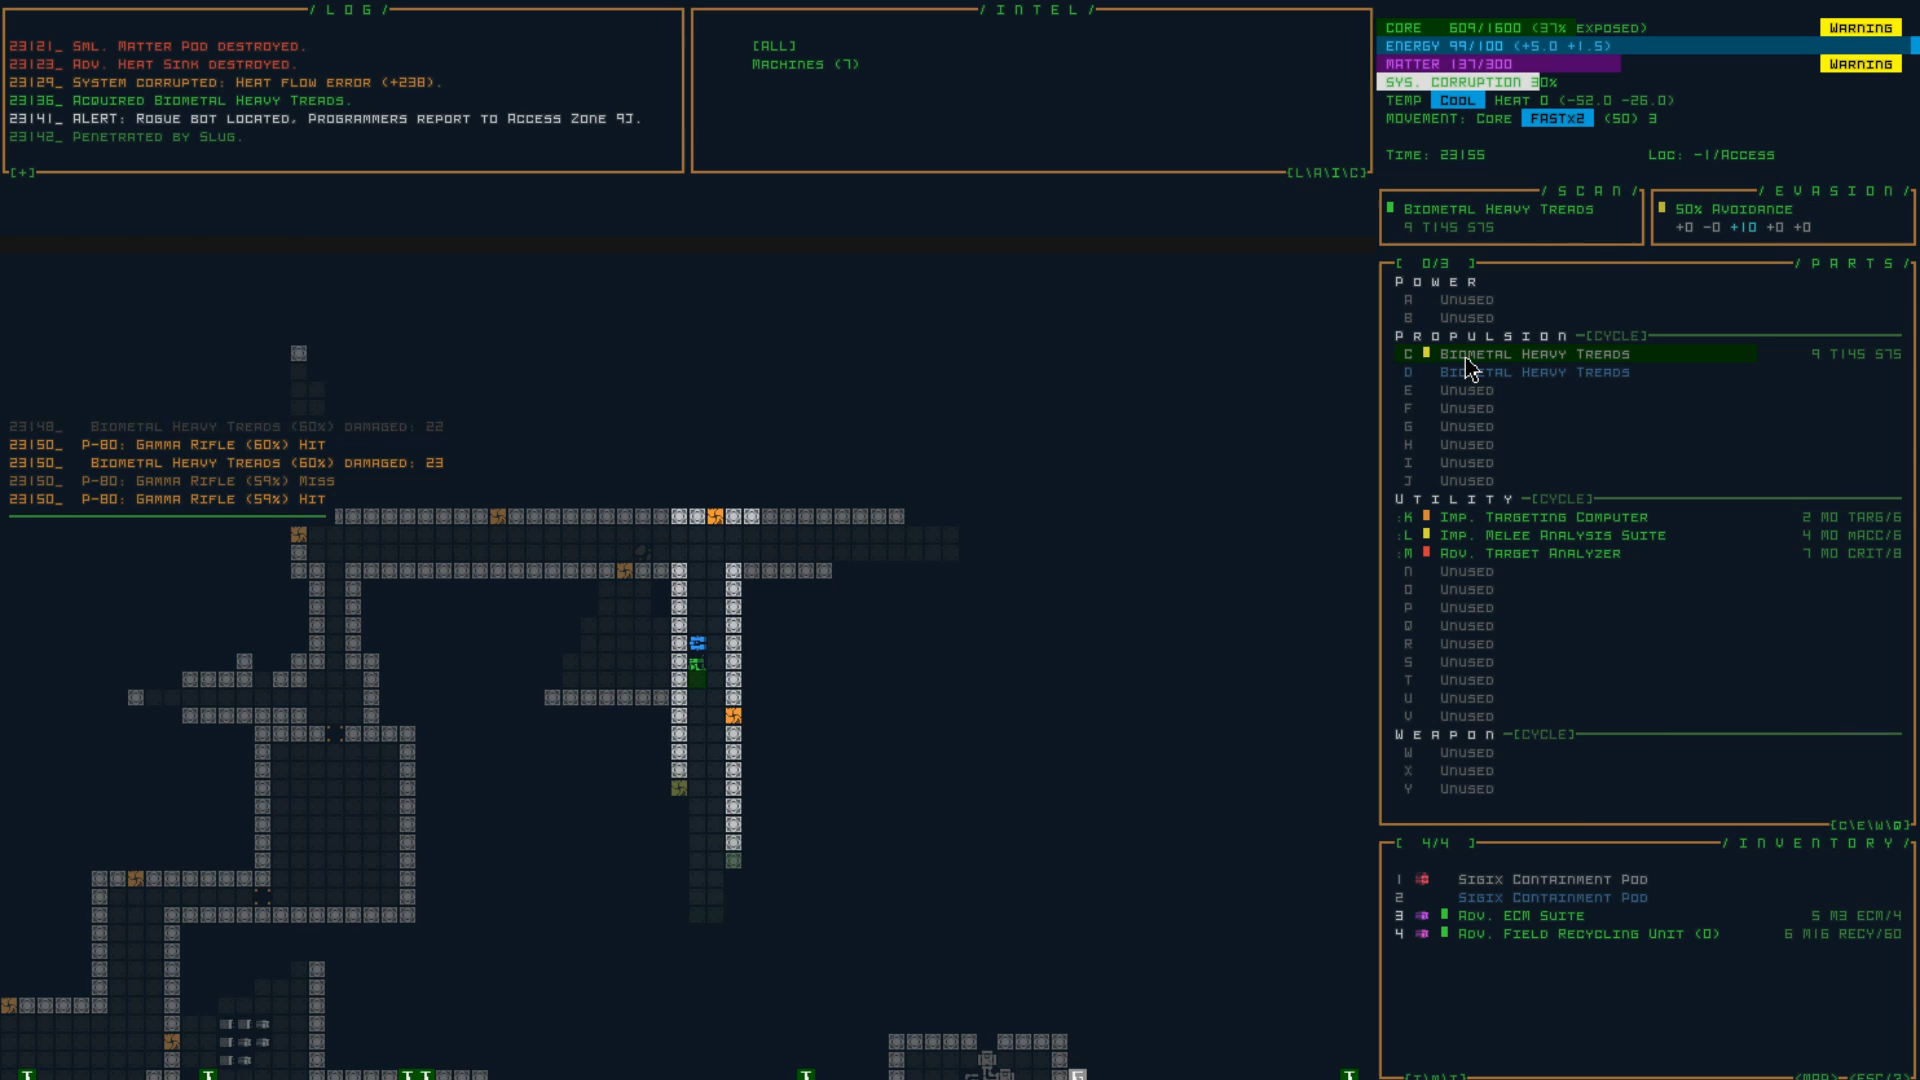 / L O G /
23121_ Sml. Matter Pod destroyed.
23123_ Adv. Heat Sink destroyed.
23129_ System corrupted: Heat flow error (+238).
23136_ Acquired Biometal Heavy Treads.
23141_ ALERT: Rogue bot located, Programmers report to Access Zone 9J.
23142_ Penetrated by Slug.
[+]
/ I N T E L /
[ALL]
Machines (7)
[L\A\I\C]
CORE 609/1600 (37% EXPOSED) WARNING
ENERGY 99/100 (+5.0 +1.5)
MATTER 137/300 WARNING
SYS. CORRUPTION 30%
TEMP COOL HEAT 0 (-52.0 -26.0)
MOVEMENT: Core FASTx2 (50) 3
TIME: 23155 Loc: -1/Access
/ S C A N /
Biometal Heavy Treads
9 T145 S75
/ E V A S I O N /
50% Avoidance
+0 -0 +10 +0 +0
[ 0/3 ] / P A R T S /
P o w e r
A Unused
B Unused
P r o p u l s i o n [CYCLE]
C Biometal Heavy Treads 9 T145 S75
D Biometal Heavy Treads
E Unused
F Unused
G Unused
H Unused
I Unused
J Unused
U t i l i t y [CYCLE]
:K Imp. Targeting Computer 2 M0 TARG/6
:L Imp. Melee Analysis Suite 4 M0 mACC/6
:M Adv. Target Analyzer 7 M0 CRIT/8
N Unused
O Unused
P Unused
Q Unused
R Unused
S Unused
T Unused
U Unused
V Unused
W e a p o n [CYCLE]
W Unused
X Unused
Y Unused
[C\E\W\Q]
23148_ Biometal Heavy Treads (60%) damaged: 22
23150_ P-80: Gamma Rifle (60%) Hit
23150_ Biometal Heavy Treads (60%) damaged: 23
23150_ P-80: Gamma Rifle (59%) Miss
23150_ P-80: Gamma Rifle (59%) Hit
[ 4/4 ] / I N V E N T O R Y /
1 Sigix Containment Pod
2 Sigix Containment Pod
3 Adv. ECM Suite 5 M3 ECM/4
4 Adv. Field Recycling Unit (0) 6 M16 RECY/60